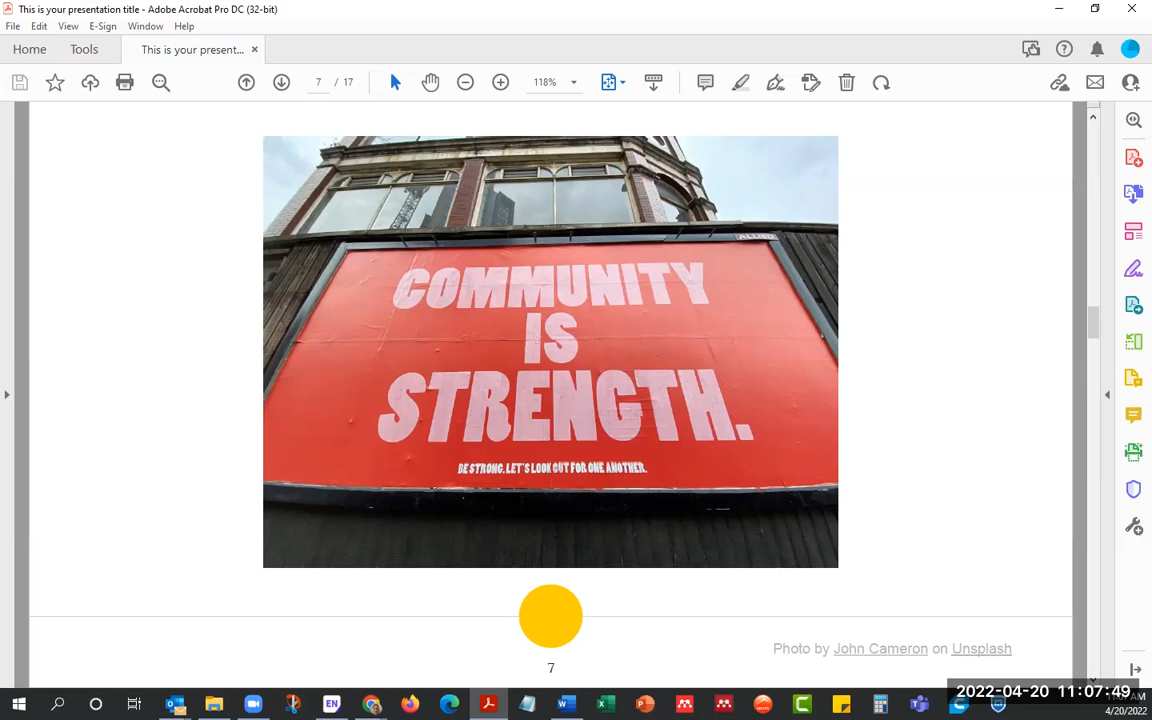 This is your presentation title - Adobe Acrobat Pro DC (32-bit)
File Edit View E-Sign Window Help
Home Tools This is your present... ×
7 / 17 118%
ALLIED
COMMUNITY
IS
STRENGTH.
BE STRONG. LET'S LOOK OUT FOR ONE ANOTHER.
7
Photo by John Cameron on Unsplash
EN
2022-04-20 11:07:49
4/20/2022